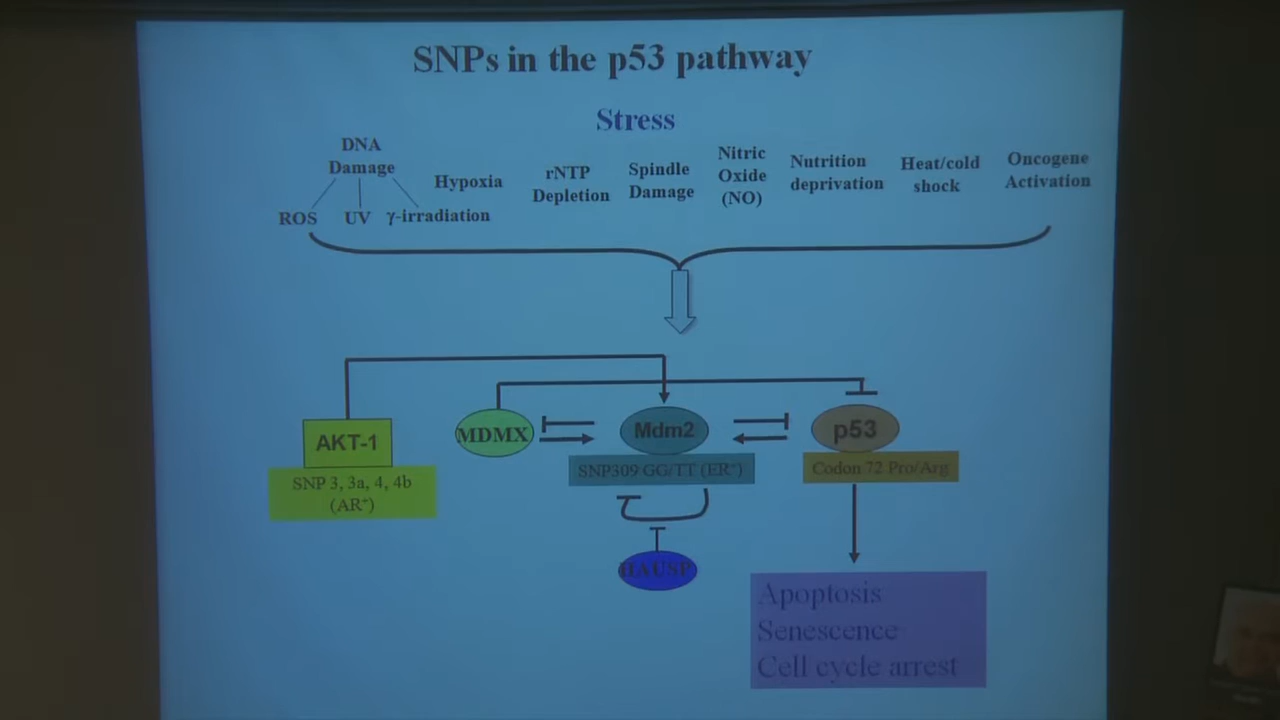 SNPs in the p53 pathway
Stress
DNA
Damage
ROS UV γ-irradiation
Hypoxia
rNTP
Depletion
Spindle
Damage
Nitric
Oxide
(NO)
Nutrition
deprivation
Heat/cold
shock
Oncogene
Activation
AKT-1
SNP 3, 3a, 4, 4b
(AR⁺)
MDMX
Mdm2
SNP309 GG/TT (ER⁺)
p53
Codon 72 Pro/Arg
HAUSP
Apoptosis
Senescence
Cell cycle arrest